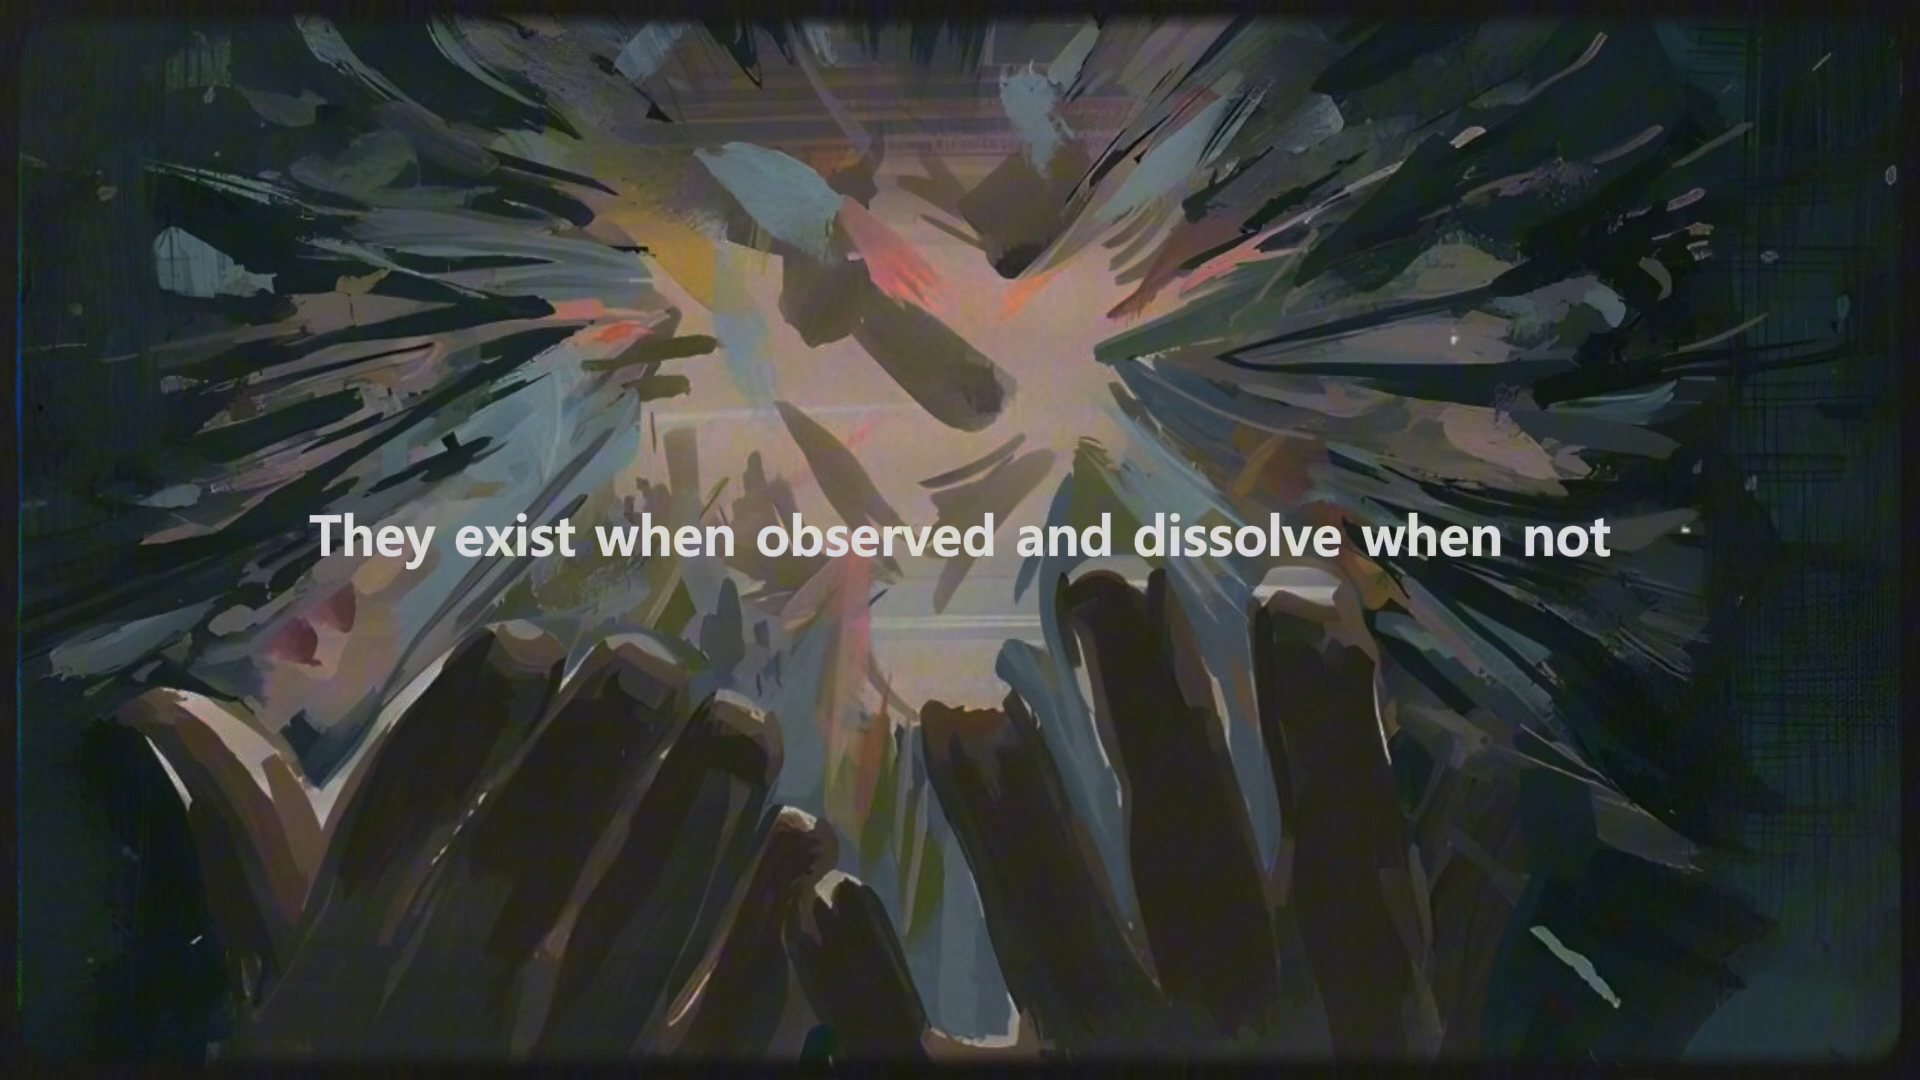 They exist when observed and dissolve when not